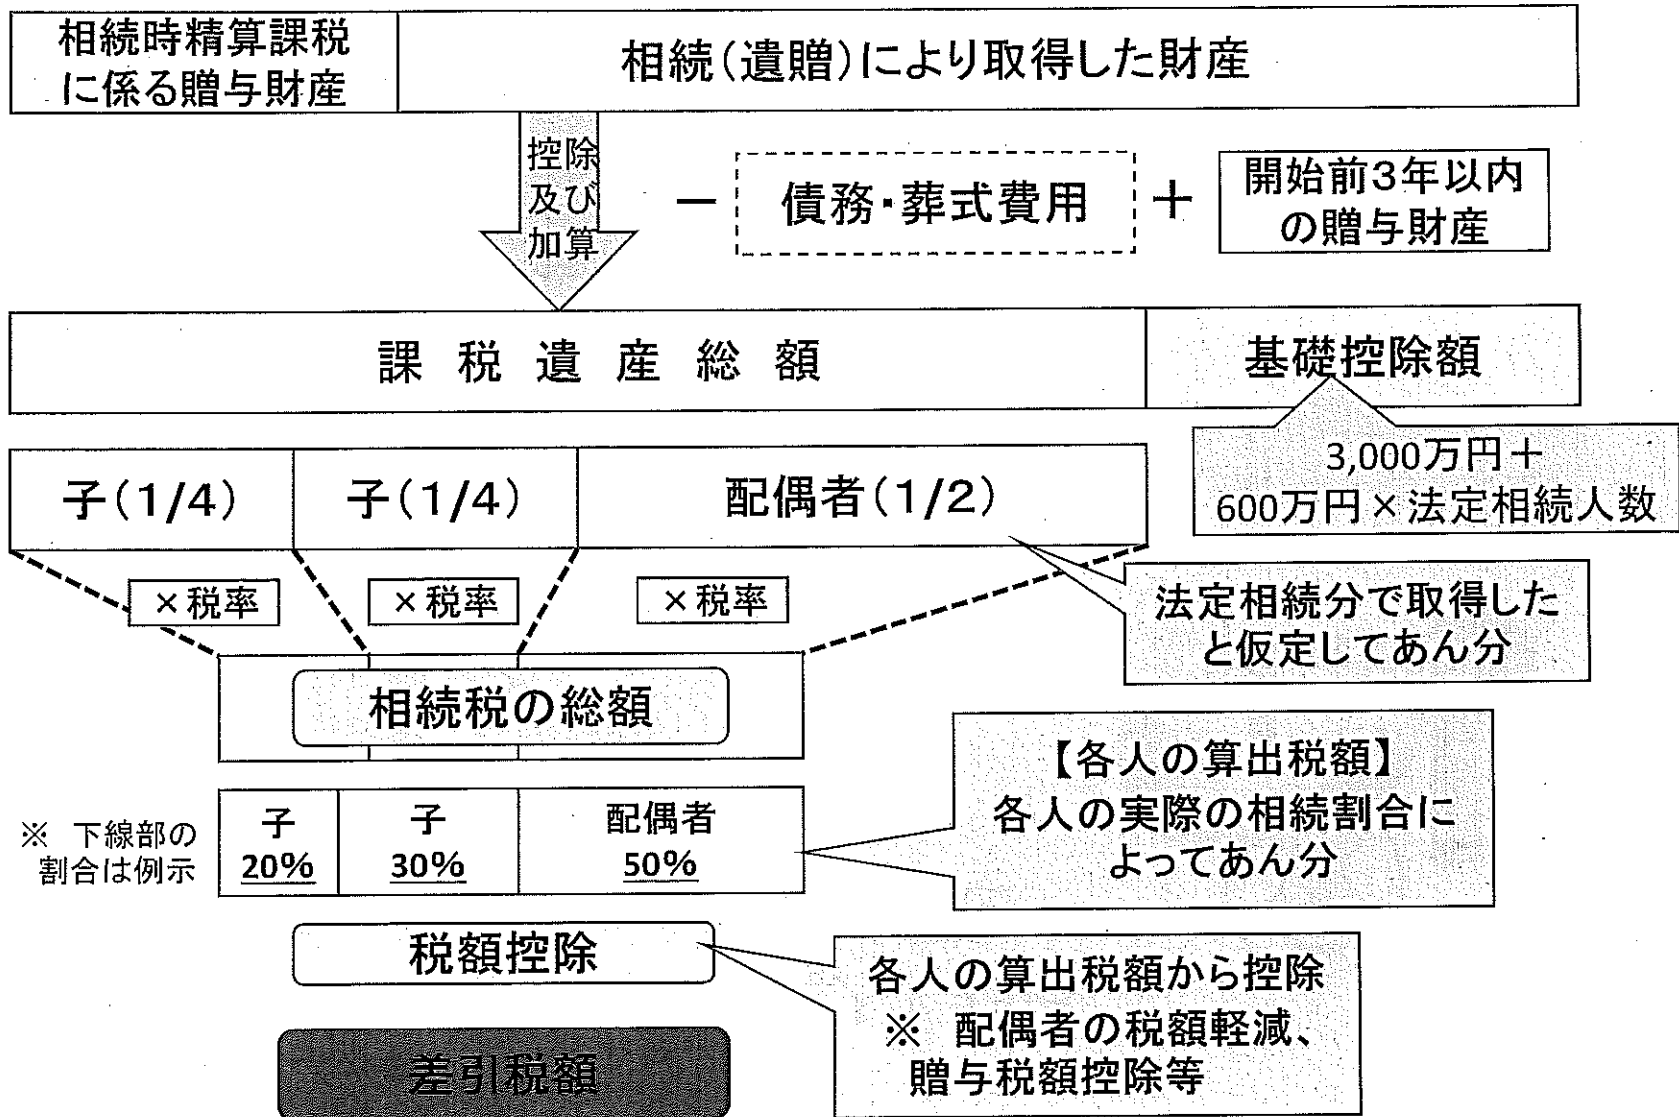 相続時精算課税
に係る贈与財産
相続(遺贈)により取得した財産
控除
及び
加算
－
債務・葬式費用
＋
開始前3年以内
の贈与財産
課税遺産総額
基礎控除額
3,000万円＋
600万円×法定相続人数
子(1/4)
子(1/4)
配偶者(1/2)
×税率
×税率
×税率
法定相続分で取得した
と仮定してあん分
相続税の総額
【各人の算出税額】
各人の実際の相続割合に
よってあん分
※ 下線部の
割合は例示
子
20%
子
30%
配偶者
50%
税額控除
各人の算出税額から控除
※ 配偶者の税額軽減、
贈与税額控除等
差引税額